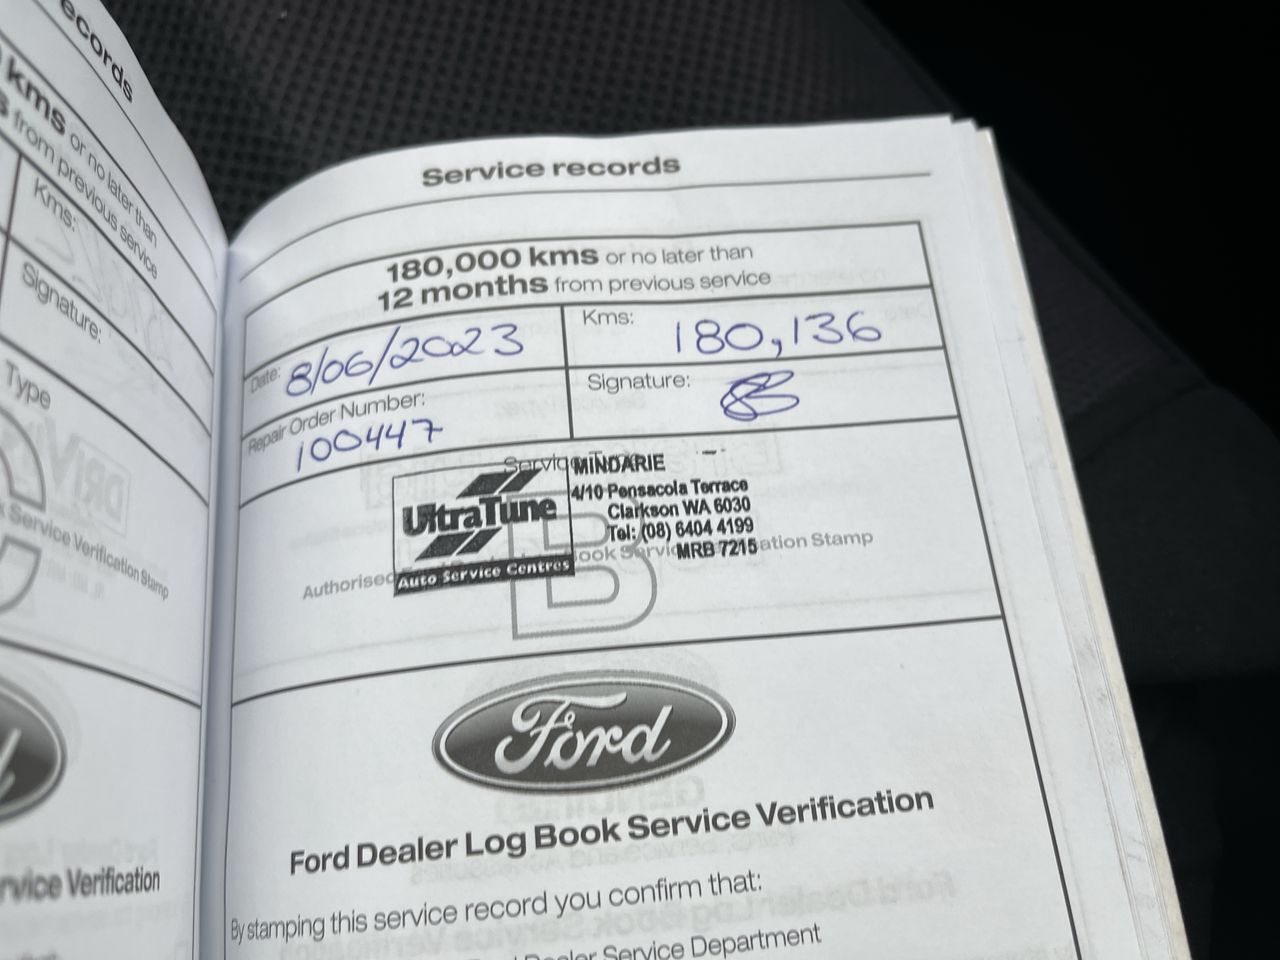 ecords
kms or no later than
s from previous service
Kms:
Signature:
Type
Service Verification Stamp
rvice Verification
Service records
180,000 kms or no later than
12 months from previous service
Date: 8/06/2023
Kms: 180,136
Repair Order Number:
100447
Signature:
UltraTune
Auto Service Centres
MINDARIE
4/10 Pensacola Terrace
Clarkson WA 6030
Tel: (08) 6404 4199
MRB 7215
B
Authorised
ook Servi
ation Stamp
Ford
Ford Dealer Log Book Service Verification
By stamping this service record you confirm that:
Dealer Service Department